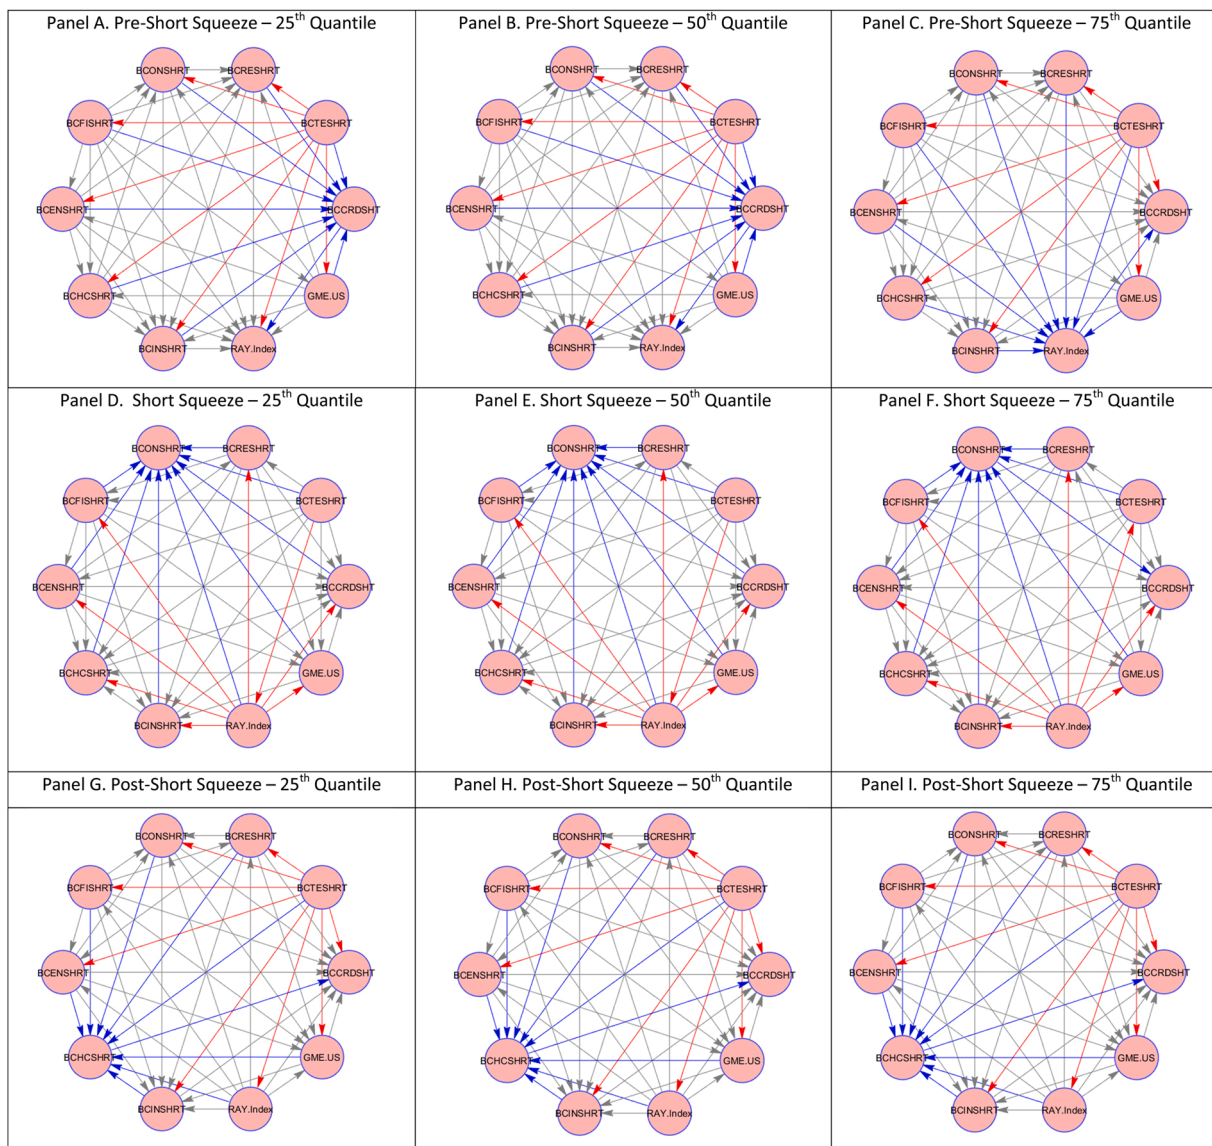 Panel A. Pre-Short Squeeze – 25th Quantile
Panel B. Pre-Short Squeeze – 50th Quantile
Panel C. Pre-Short Squeeze – 75th Quantile
BCONSHRT
BCRESHRT
BCFISHRT
BCTESHRT
BCENSHRT
BCCRDSHT
BCHCSHRT
GME.US
BCINSHRT
RAY.Index
BCONSHRT
BCRESHRT
BCFISHRT
BCTESHRT
BCENSHRT
BCCRDSHT
BCHCSHRT
GME.US
BCINSHRT
RAY.Index
BCONSHRT
BCRESHRT
BCFISHRT
BCTESHRT
BCENSHRT
BCCRDSHT
BCHCSHRT
GME.US
BCINSHRT
RAY.Index
Panel D. Short Squeeze – 25th Quantile
Panel E. Short Squeeze – 50th Quantile
Panel F. Short Squeeze – 75th Quantile
BCONSHRT
BCRESHRT
BCFISHRT
BCTESHRT
BCENSHRT
BCCRDSHT
BCHCSHRT
GME.US
BCINSHRT
RAY.Index
BCONSHRT
BCRESHRT
BCFISHRT
BCTESHRT
BCENSHRT
BCCRDSHT
BCHCSHRT
GME.US
BCINSHRT
RAY.Index
BCONSHRT
BCRESHRT
BCFISHRT
BCTESHRT
BCENSHRT
BCCRDSHT
BCHCSHRT
GME.US
BCINSHRT
RAY.Index
Panel G. Post-Short Squeeze – 25th Quantile
Panel H. Post-Short Squeeze – 50th Quantile
Panel I. Post-Short Squeeze – 75th Quantile
BCONSHRT
BCRESHRT
BCFISHRT
BCTESHRT
BCENSHRT
BCCRDSHT
BCHCSHRT
GME.US
BCINSHRT
RAY.Index
BCONSHRT
BCRESHRT
BCFISHRT
BCTESHRT
BCENSHRT
BCCRDSHT
BCHCSHRT
GME.US
BCINSHRT
RAY.Index
BCONSHRT
BCRESHRT
BCFISHRT
BCTESHRT
BCENSHRT
BCCRDSHT
BCHCSHRT
GME.US
BCINSHRT
RAY.Index